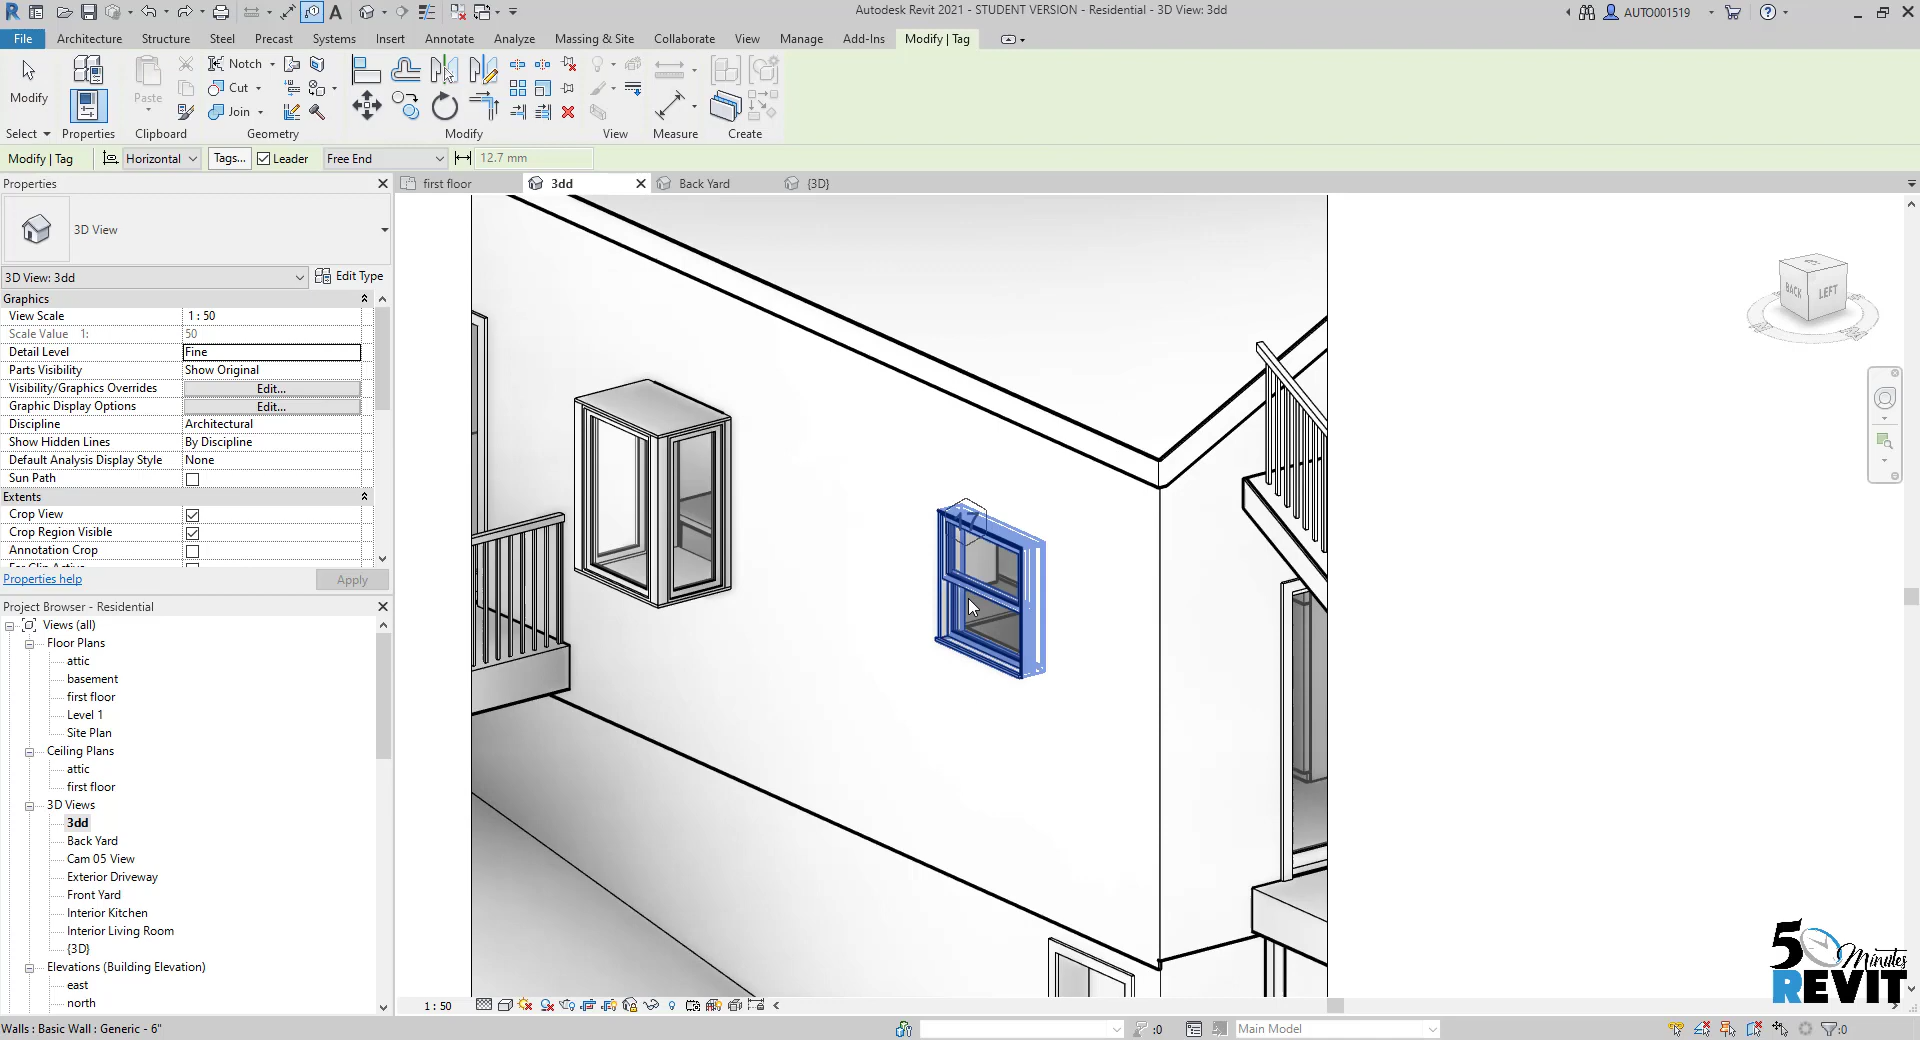 Autodesk Revit 2021 - STUDENT VERSION - Residential - 3D View: 3dd
AUTO001519
File Architecture Structure Steel Precast Systems Insert Annotate Analyze Massing & Site Collaborate View Manage Add-Ins Modify | Tag
Modify
Paste
Notch
Cut
Join
Select Properties Clipboard Geometry Modify View Measure Create
Modify | Tag Horizontal Tags... Leader Free End 12.7 mm
Properties
first floor 3dd Back Yard {3D}
3D View
3D View: 3dd Edit Type
Graphics
View Scale 1 : 50
Scale Value 1: 50
Detail Level Fine
Parts Visibility Show Original
Visibility/Graphics Overrides Edit...
Graphic Display Options Edit...
Discipline Architectural
Show Hidden Lines By Discipline
Default Analysis Display Style None
Sun Path
Extents
Crop View
Crop Region Visible
Annotation Crop
Properties help Apply
BACK LEFT
17
Project Browser - Residential
Views (all)
Floor Plans
attic
basement
first floor
Level 1
Site Plan
Ceiling Plans
attic
first floor
3D Views
3dd
Back Yard
Cam 05 View
Exterior Driveway
Front Yard
Interior Kitchen
Interior Living Room
{3D}
Elevations (Building Elevation)
east
north
1 : 50
5 Minutes
REVIT
Walls : Basic Wall : Generic - 6" :0 Main Model :0